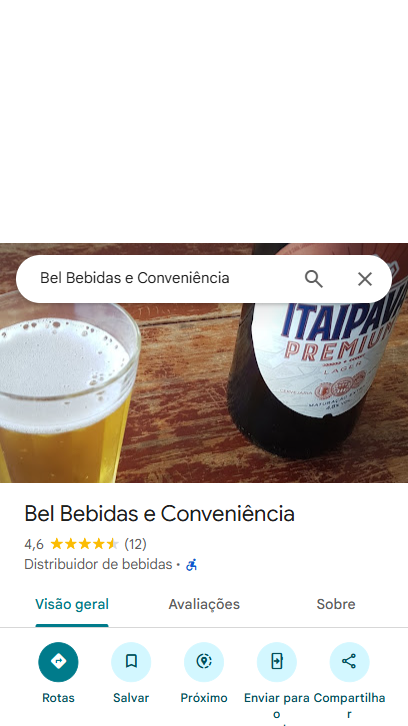 Bel Bebidas e Conveniência
ITAIPAVA
PREMIUM
LAGER
Bel Bebidas e Conveniência
4,6 (12)
Distribuidor de bebidas ·
Visão geral Avaliações Sobre
Rotas Salvar Próximo Enviar para o Compartilhar